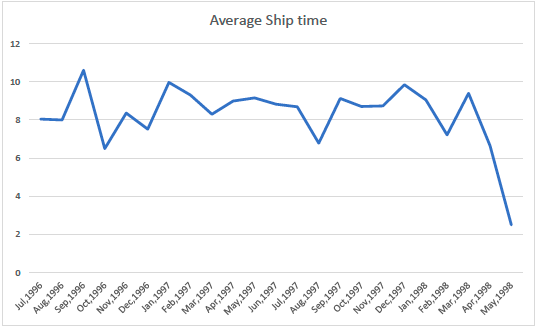 Average Ship time
12
10
8
6
4
2
0
Jul,1996
Aug,1996
Sep,1996
Oct,1996
Nov,1996
Dec,1996
Jan,1997
Feb,1997
Mar,1997
Apr,1997
May,1997
Jun,1997
Jul,1997
Aug,1997
Sep,1997
Oct,1997
Nov,1997
Dec,1997
Jan,1998
Feb,1998
Mar,1998
Apr,1998
May,1998